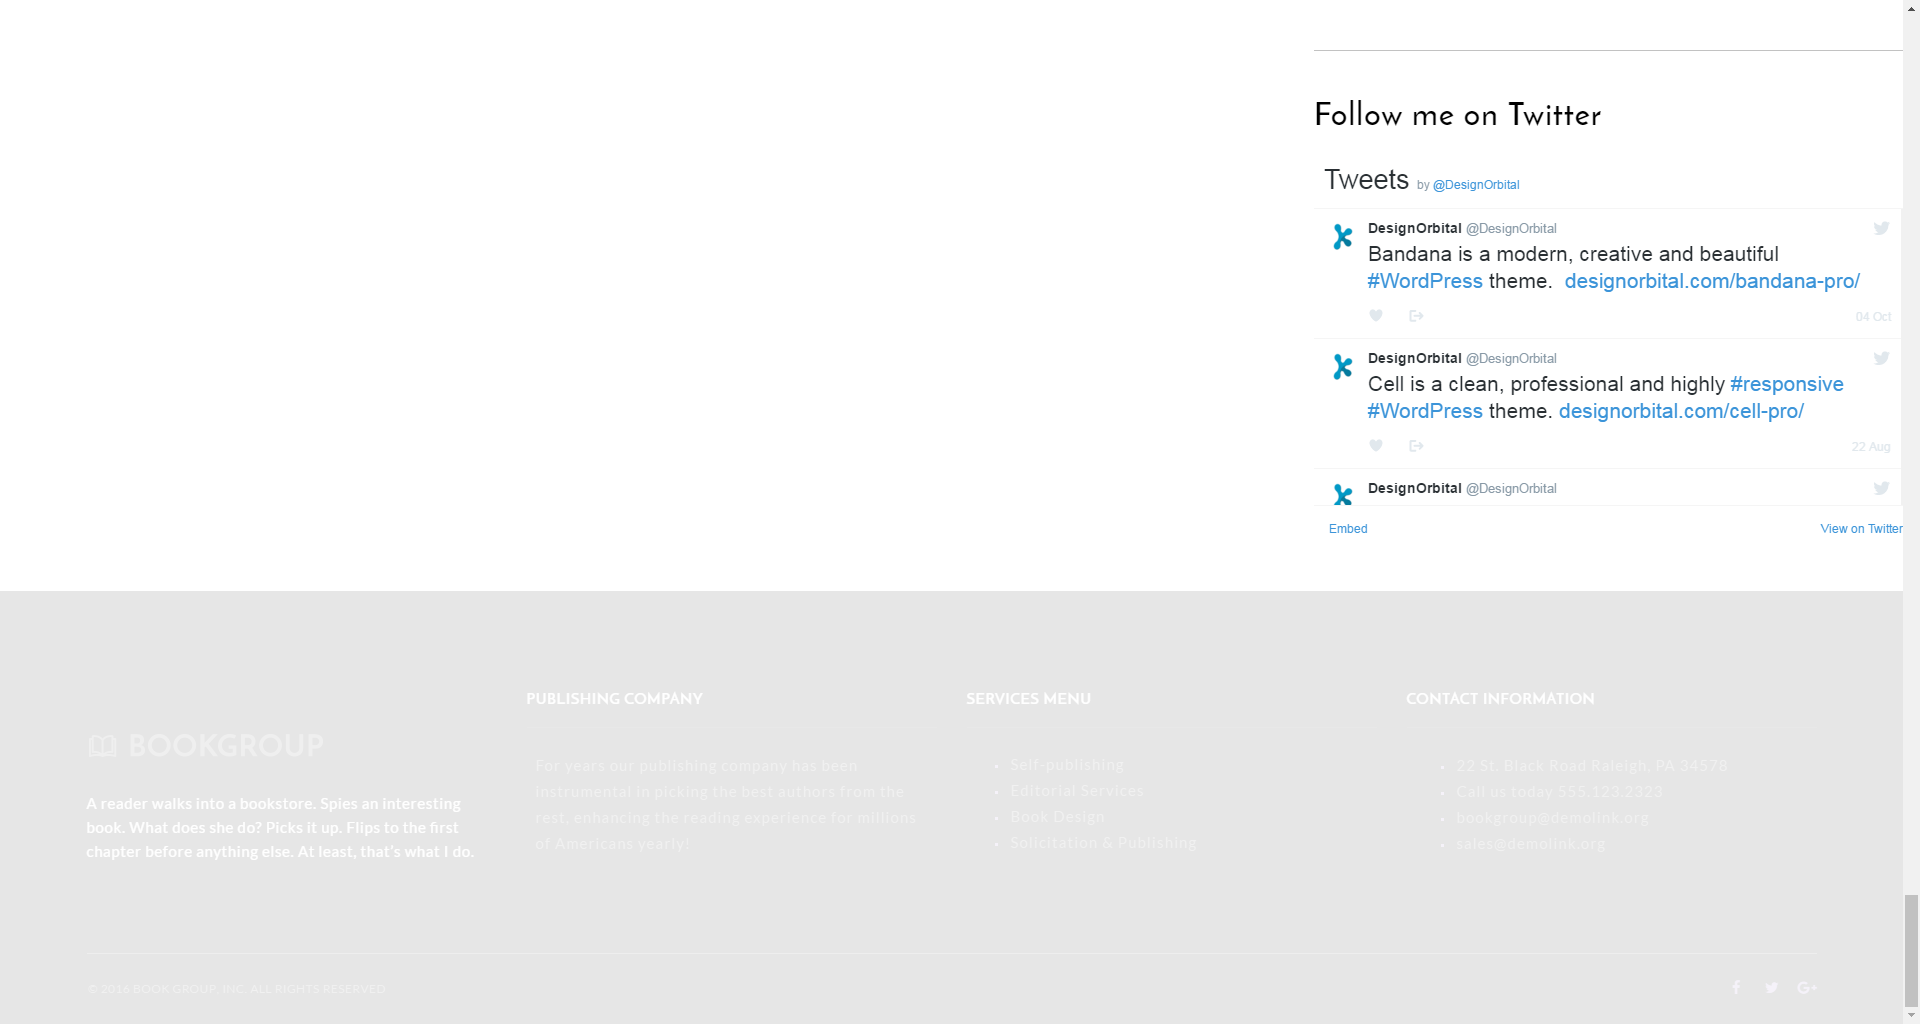 Follow me on Twitter
Tweets by @DesignOrbital
DesignOrbital @DesignOrbital
Bandana is a modern, creative and beautiful
#WordPress theme. designorbital.com/bandana-pro/
04 Oct
DesignOrbital @DesignOrbital
Cell is a clean, professional and highly #responsive
#WordPress theme. designorbital.com/cell-pro/
22 Aug
DesignOrbital @DesignOrbital
Embed
View on Twitter
BOOKGROUP
A reader walks into a bookstore. Spies an interesting
book. What does she do? Picks it up. Flips to the first
chapter before anything else. At least, that's what I do.
PUBLISHING COMPANY
For years our publishing company has been
instrumental in picking the best authors from the
rest, enhancing the reading experience for millions
of Americans yearly!
SERVICES MENU
Self-publishing
Editorial Services
Book Design
Solicitation & Publishing
CONTACT INFORMATION
22 St. Black Road Raleigh, PA 34578
Call us today 555.123.2323
bookgroup@demolink.org
sales@demolink.org
© 2016 BOOK GROUP, INC. ALL RIGHTS RESERVED